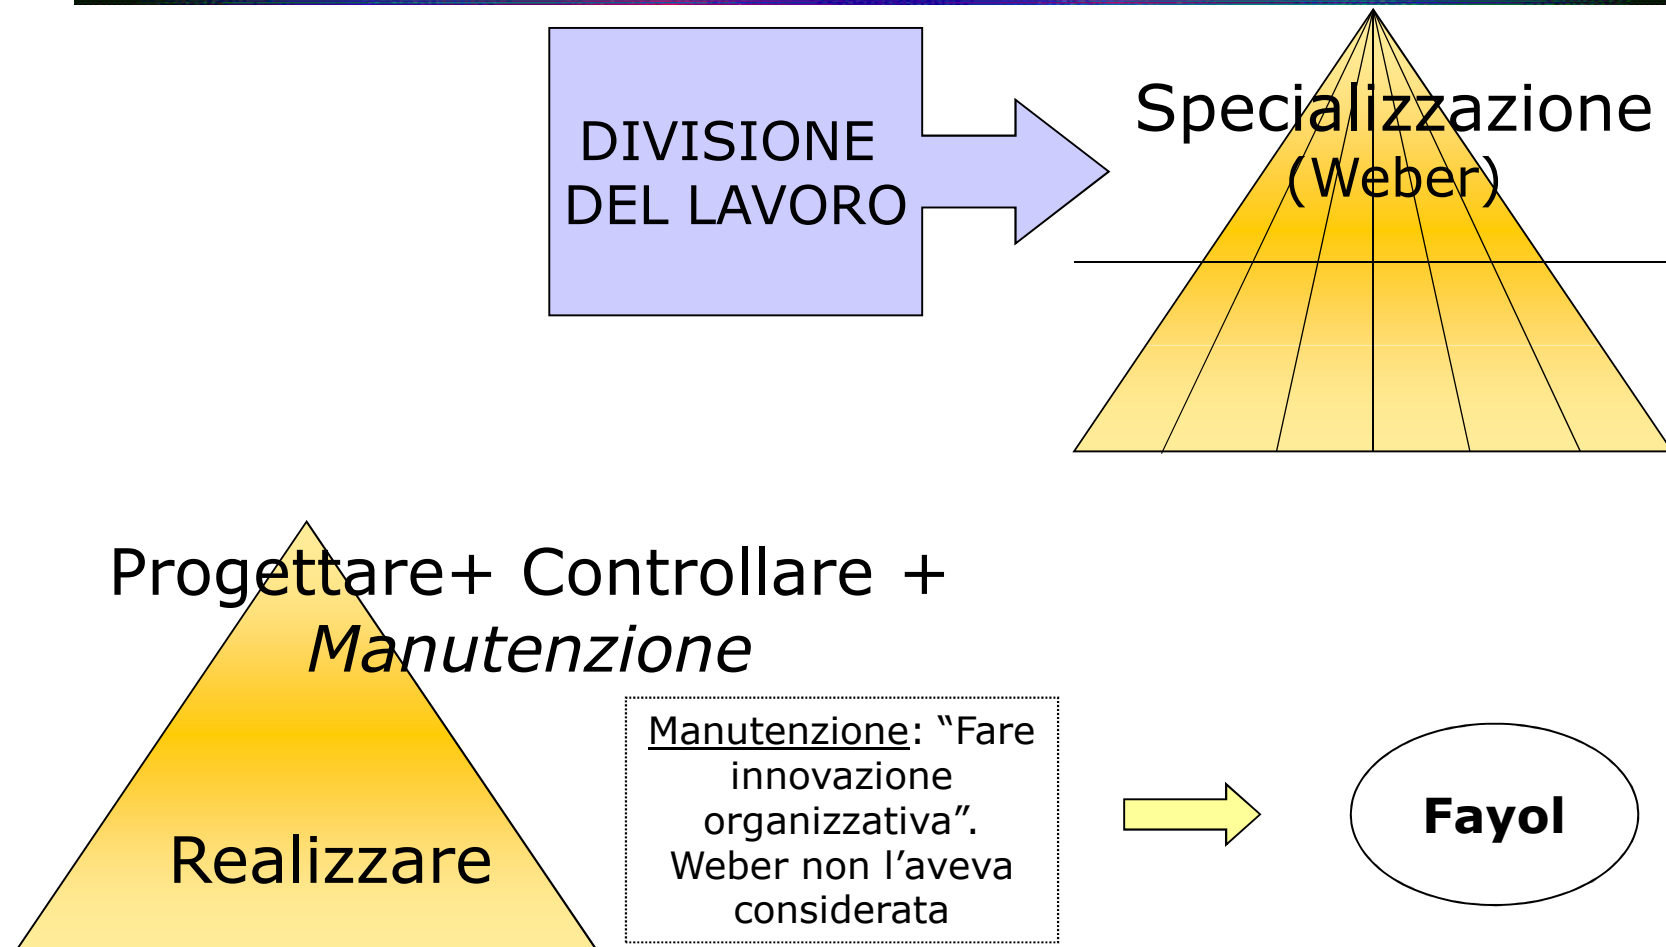 DIVISIONE
DEL LAVORO
Specializzazione
(Weber)
Progettare+ Controllare +
Manutenzione
Realizzare
Manutenzione: “Fare
innovazione
organizzativa”.
Weber non l’aveva
considerata
Fayol